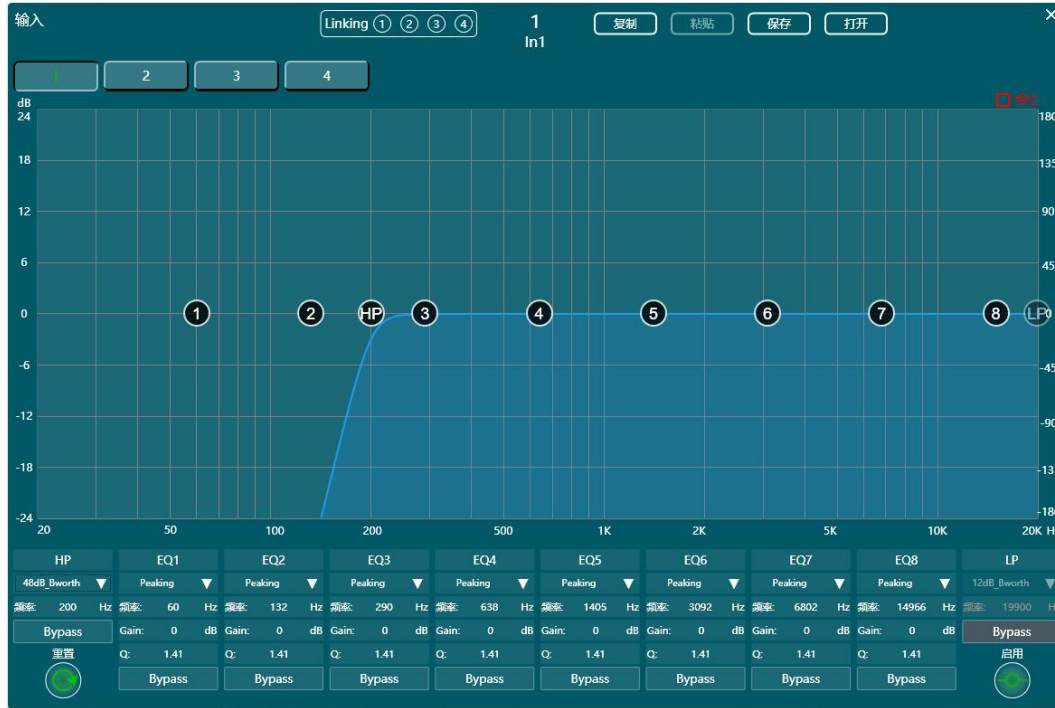 输入 Linking 1 2 3 4 1 复制 粘贴 保存 打开
In1
1 2 3 4
dB 相位
24 180
18 135
12 90
6 45
1 2 HP 3 4 5 6 7 8 LP
0 0
-6 -45
-12 -90
-18 -13
-24 -18
20 50 100 200 500 1K 2K 5K 10K 20K H
HP EQ1 EQ2 EQ3 EQ4 EQ5 EQ6 EQ7 EQ8 LP
48dB_Bworth Peaking Peaking Peaking Peaking Peaking Peaking Peaking Peaking 12dB_Bworth
频率: 200 Hz 频率: 60 Hz 频率: 132 Hz 频率: 290 Hz 频率: 638 Hz 频率: 1405 Hz 频率: 3092 Hz 频率: 6802 Hz 频率: 14966 Hz 频率: 19900 H
Bypass Gain: 0 dB Gain: 0 dB Gain: 0 dB Gain: 0 dB Gain: 0 dB Gain: 0 dB Gain: 0 dB Gain: 0 dB Bypass
重置 Q: 1.41 Q: 1.41 Q: 1.41 Q: 1.41 Q: 1.41 Q: 1.41 Q: 1.41 Q: 1.41 启用
Bypass Bypass Bypass Bypass Bypass Bypass Bypass Bypass